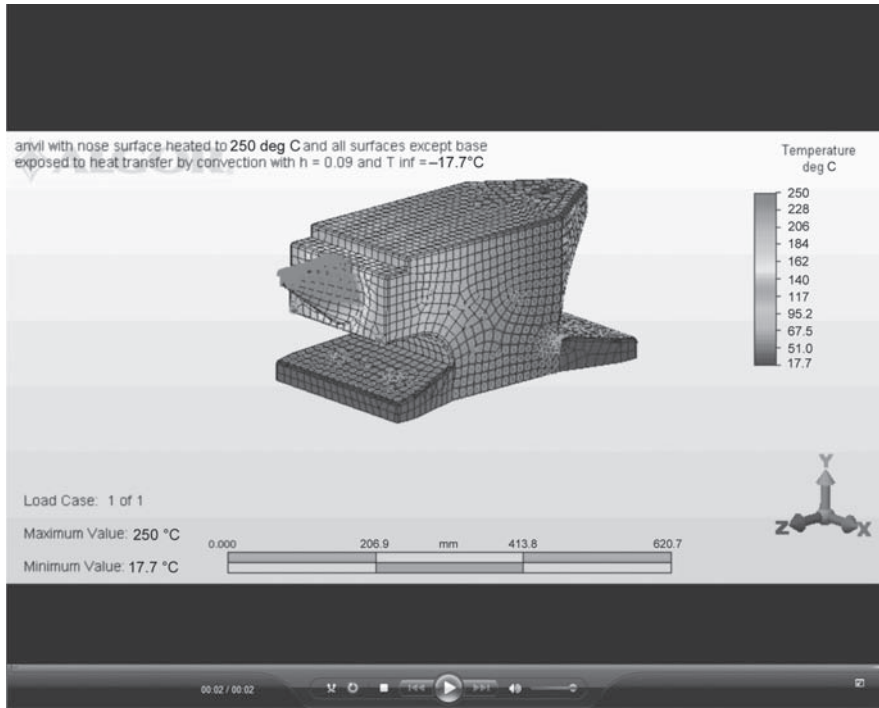 anvil with nose surface heated to 250 deg C and all surfaces except base
exposed to heat transfer by convection with h = 0.09 and T inf = –17.7°C
ALGOR
Temperature
deg C
250
228
206
184
162
140
117
95.2
67.5
51.0
17.7
Load Case: 1 of 1
Maximum Value: 250 °C
Minimum Value: 17.7 °C
0.000 206.9 mm 413.8 620.7
Y
Z X
00:02 / 00:02